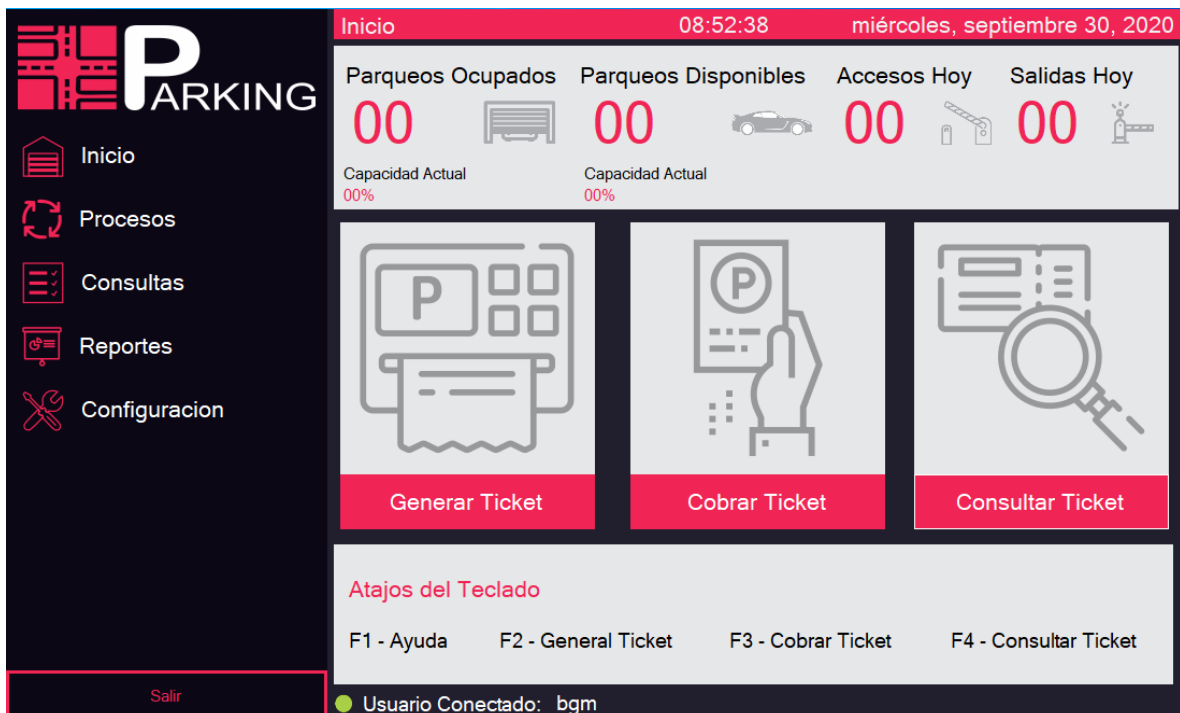 PARKING
Inicio
Procesos
Consultas
Reportes
Configuracion
Salir
Inicio 08:52:38 miércoles, septiembre 30, 2020
Parqueos Ocupados Parqueos Disponibles Accesos Hoy Salidas Hoy
00 00 00 00
Capacidad Actual Capacidad Actual
00% 00%
P P
Generar Ticket Cobrar Ticket Consultar Ticket
Atajos del Teclado
F1 - Ayuda F2 - General Ticket F3 - Cobrar Ticket F4 - Consultar Ticket
Usuario Conectado: bgm